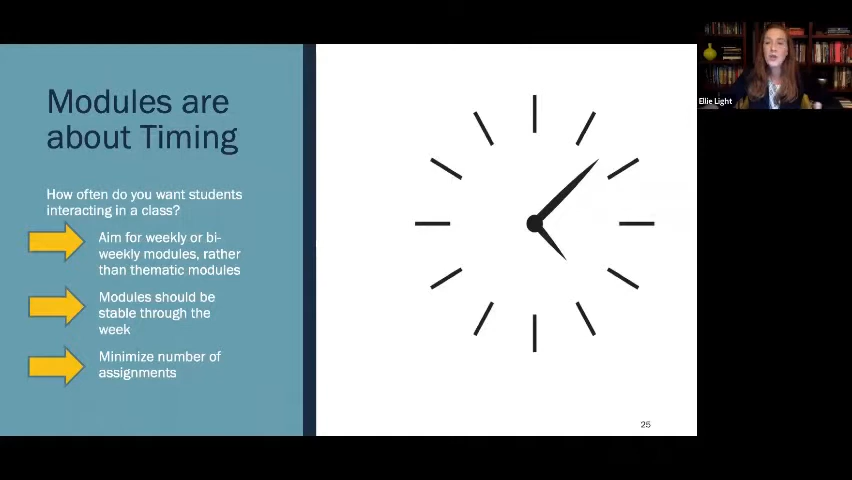 Modules are
about Timing
How often do you want students
interacting in a class?
Aim for weekly or bi-
weekly modules, rather
than thematic modules
Modules should be
stable through the
week
Minimize number of
assignments
25
Ellie Light